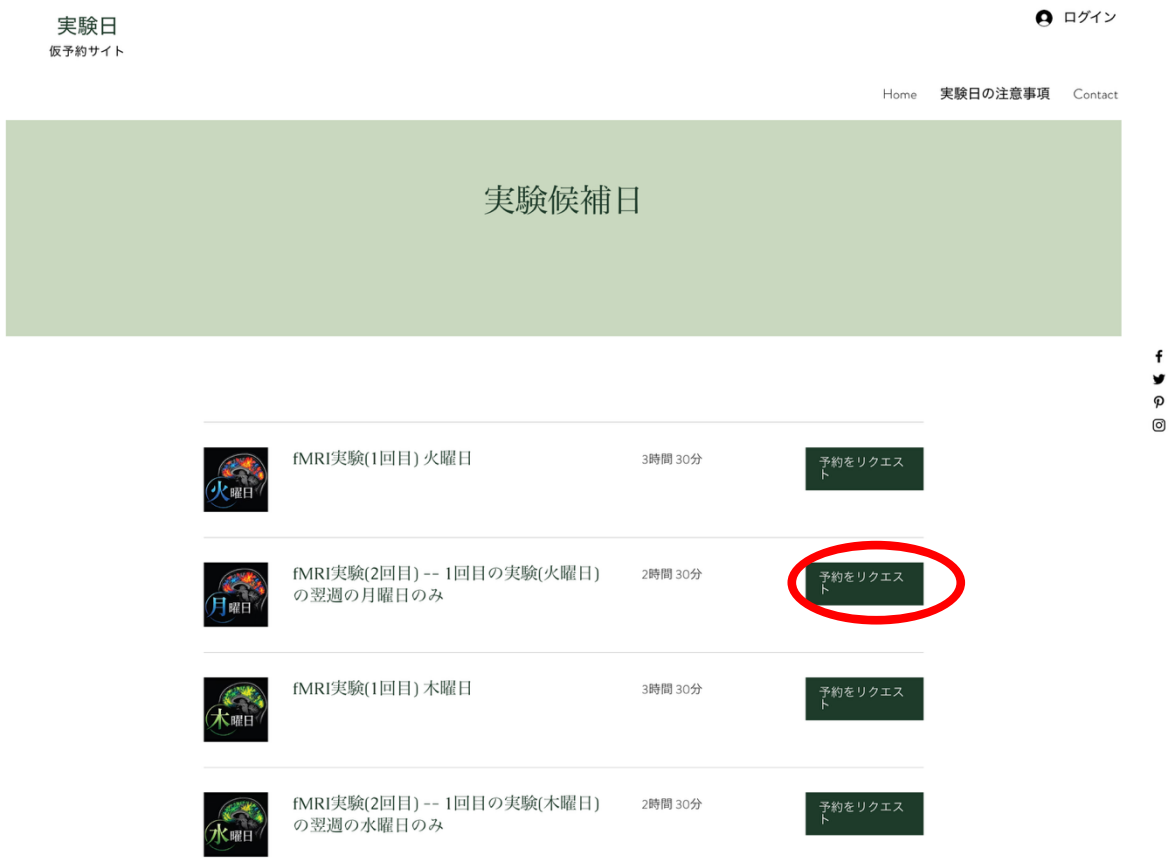 実験日
仮予約サイト
ログイン
Home 実験日の注意事項 Contact
実験候補日
火曜日
fMRI実験(1回目) 火曜日
3時間 30分
予約をリクエス
ト
月曜日
fMRI実験(2回目) -- 1回目の実験(火曜日)
の翌週の月曜日のみ
2時間 30分
予約をリクエス
ト
木曜日
fMRI実験(1回目) 木曜日
3時間 30分
予約をリクエス
ト
水曜日
fMRI実験(2回目) -- 1回目の実験(木曜日)
の翌週の水曜日のみ
2時間 30分
予約をリクエス
ト